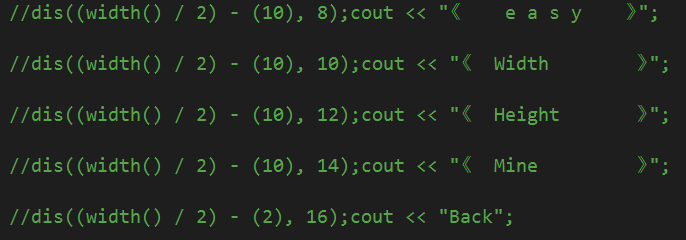 //dis((width() / 2) - (10), 8);cout << "《    e a s y    》";
//dis((width() / 2) - (10), 10);cout << "《  Width        》";
//dis((width() / 2) - (10), 12);cout << "《  Height       》";
//dis((width() / 2) - (10), 14);cout << "《  Mine         》";
//dis((width() / 2) - (2), 16);cout << "Back";